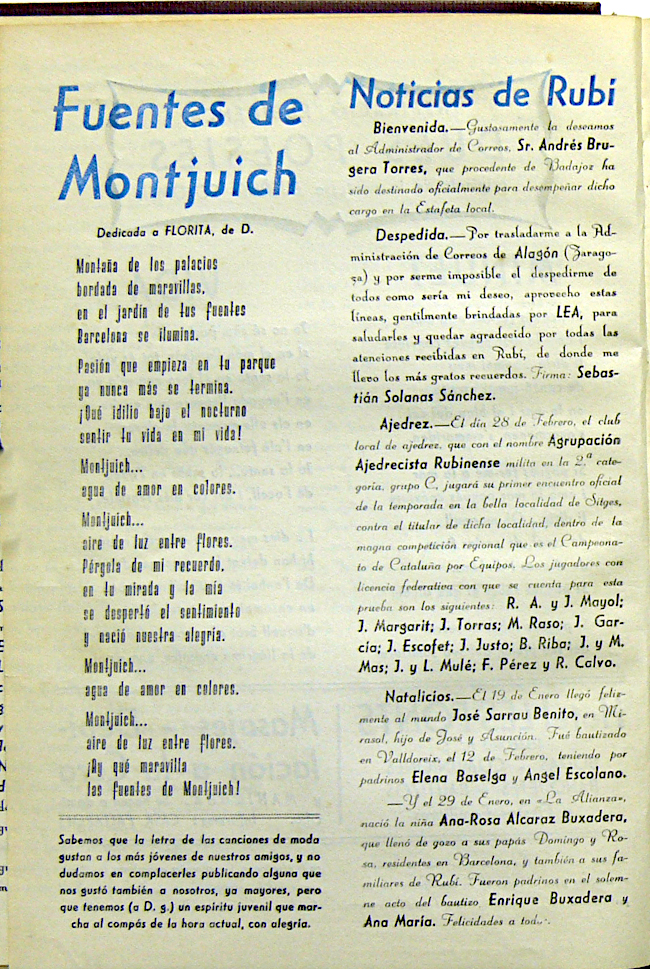 Fuentes de
Montjuich
Dedicada a FLORITA, de D.
Montaña de los palacios
bordada de maravillas.
en el jardín de tus fuentes
Barcelona se ilumina.
Pasión que empieza en tu parque
ya nunca más se termina.
¡Qué idilio bajo el nocturno
sentir tu vida en mi vida!
Montjuich...
agua de amor en colores.
Montjuich...
aire de luz entre flores.
Pérgola de mi recuerdo.
en tu mirada y la mía
se despertó el sentimiento
y nació nuestra alegría.
Montjuich...
agua de amor en colores.
Montjuich...
aire de luz entre flores.
¡Ay qué maravilla
las fuentes de Montjuich!
Sabemos que la letra de las canciones de moda
gustan a los más jóvenes de nuestros amigos, y no
dudamos en complacerles publicando alguna que
nos gustó también a nosotros, ya mayores, pero
que tenemos (a D. g.) un espíritu juvenil que mar-
cha al compás de la hora actual, con alegría.
Noticias de Rubí
Bienvenida.—Gustosamente la deseamos
al Administrador de Correos, Sr. Andrés Bru-
gera Torres, que procedente de Badajoz ha
sido destinado oficialmente para desempeñar dicho
cargo en la Estafeta local.
Despedida.—Por trasladarme a la Ad-
ministración de Correos de Alagón (Zarago-
za) y por serme imposible el despedirme de
todos como sería mi deseo, aprovecho estas
líneas, gentilmente brindadas por LEA, para
saludarles y quedar agradecido por todas las
atenciones recibidas en Rubí, de donde me
llevo los más gratos recuerdos. Firma: Sebas-
tián Solanas Sánchez.
Ajedrez.—El día 28 de Febrero, el club
local de ajedrez, que con el nombre Agrupación
Ajedrecista Rubinense milita en la 2.ª cate-
goría, grupo C, jugará su primer encuentro oficial
de la temporada en la bella localidad de Sitges,
contra el titular de dicha localidad, dentro de la
magna competición regional que es el Campeona-
to de Cataluña por Equipos. Los jugadores con
licencia federativa con que se cuenta para esta
prueba son los siguientes: R. A. y J. Mayol;
J. Margarit; J. Torras; M. Raso; J. Gar-
cía; J. Escofet; J. Justo; B. Riba; J. y M.
Mas; J. y L. Mulé; F. Pérez y R. Calvo.
Natalicios.—El 19 de Enero llegó feliz-
mente al mundo José Sarrau Benito, en Mi-
rasol, hijo de José y Asunción. Fué bautizado
en Valldoreix, el 12 de Febrero, teniendo por
padrinos Elena Baselga y Angel Escolano.
—Y el 29 de Enero, en «La Alianza»,
nació la niña Ana-Rosa Alcaraz Buxadera,
que llenó de gozo a sus papás Domingo y Ro-
sa, residentes en Barcelona, y también a sus fa-
miliares de Rubí. Fueron padrinos en el solem-
ne acto del bautizo Enrique Buxadera y
Ana María. Felicidades a todos.